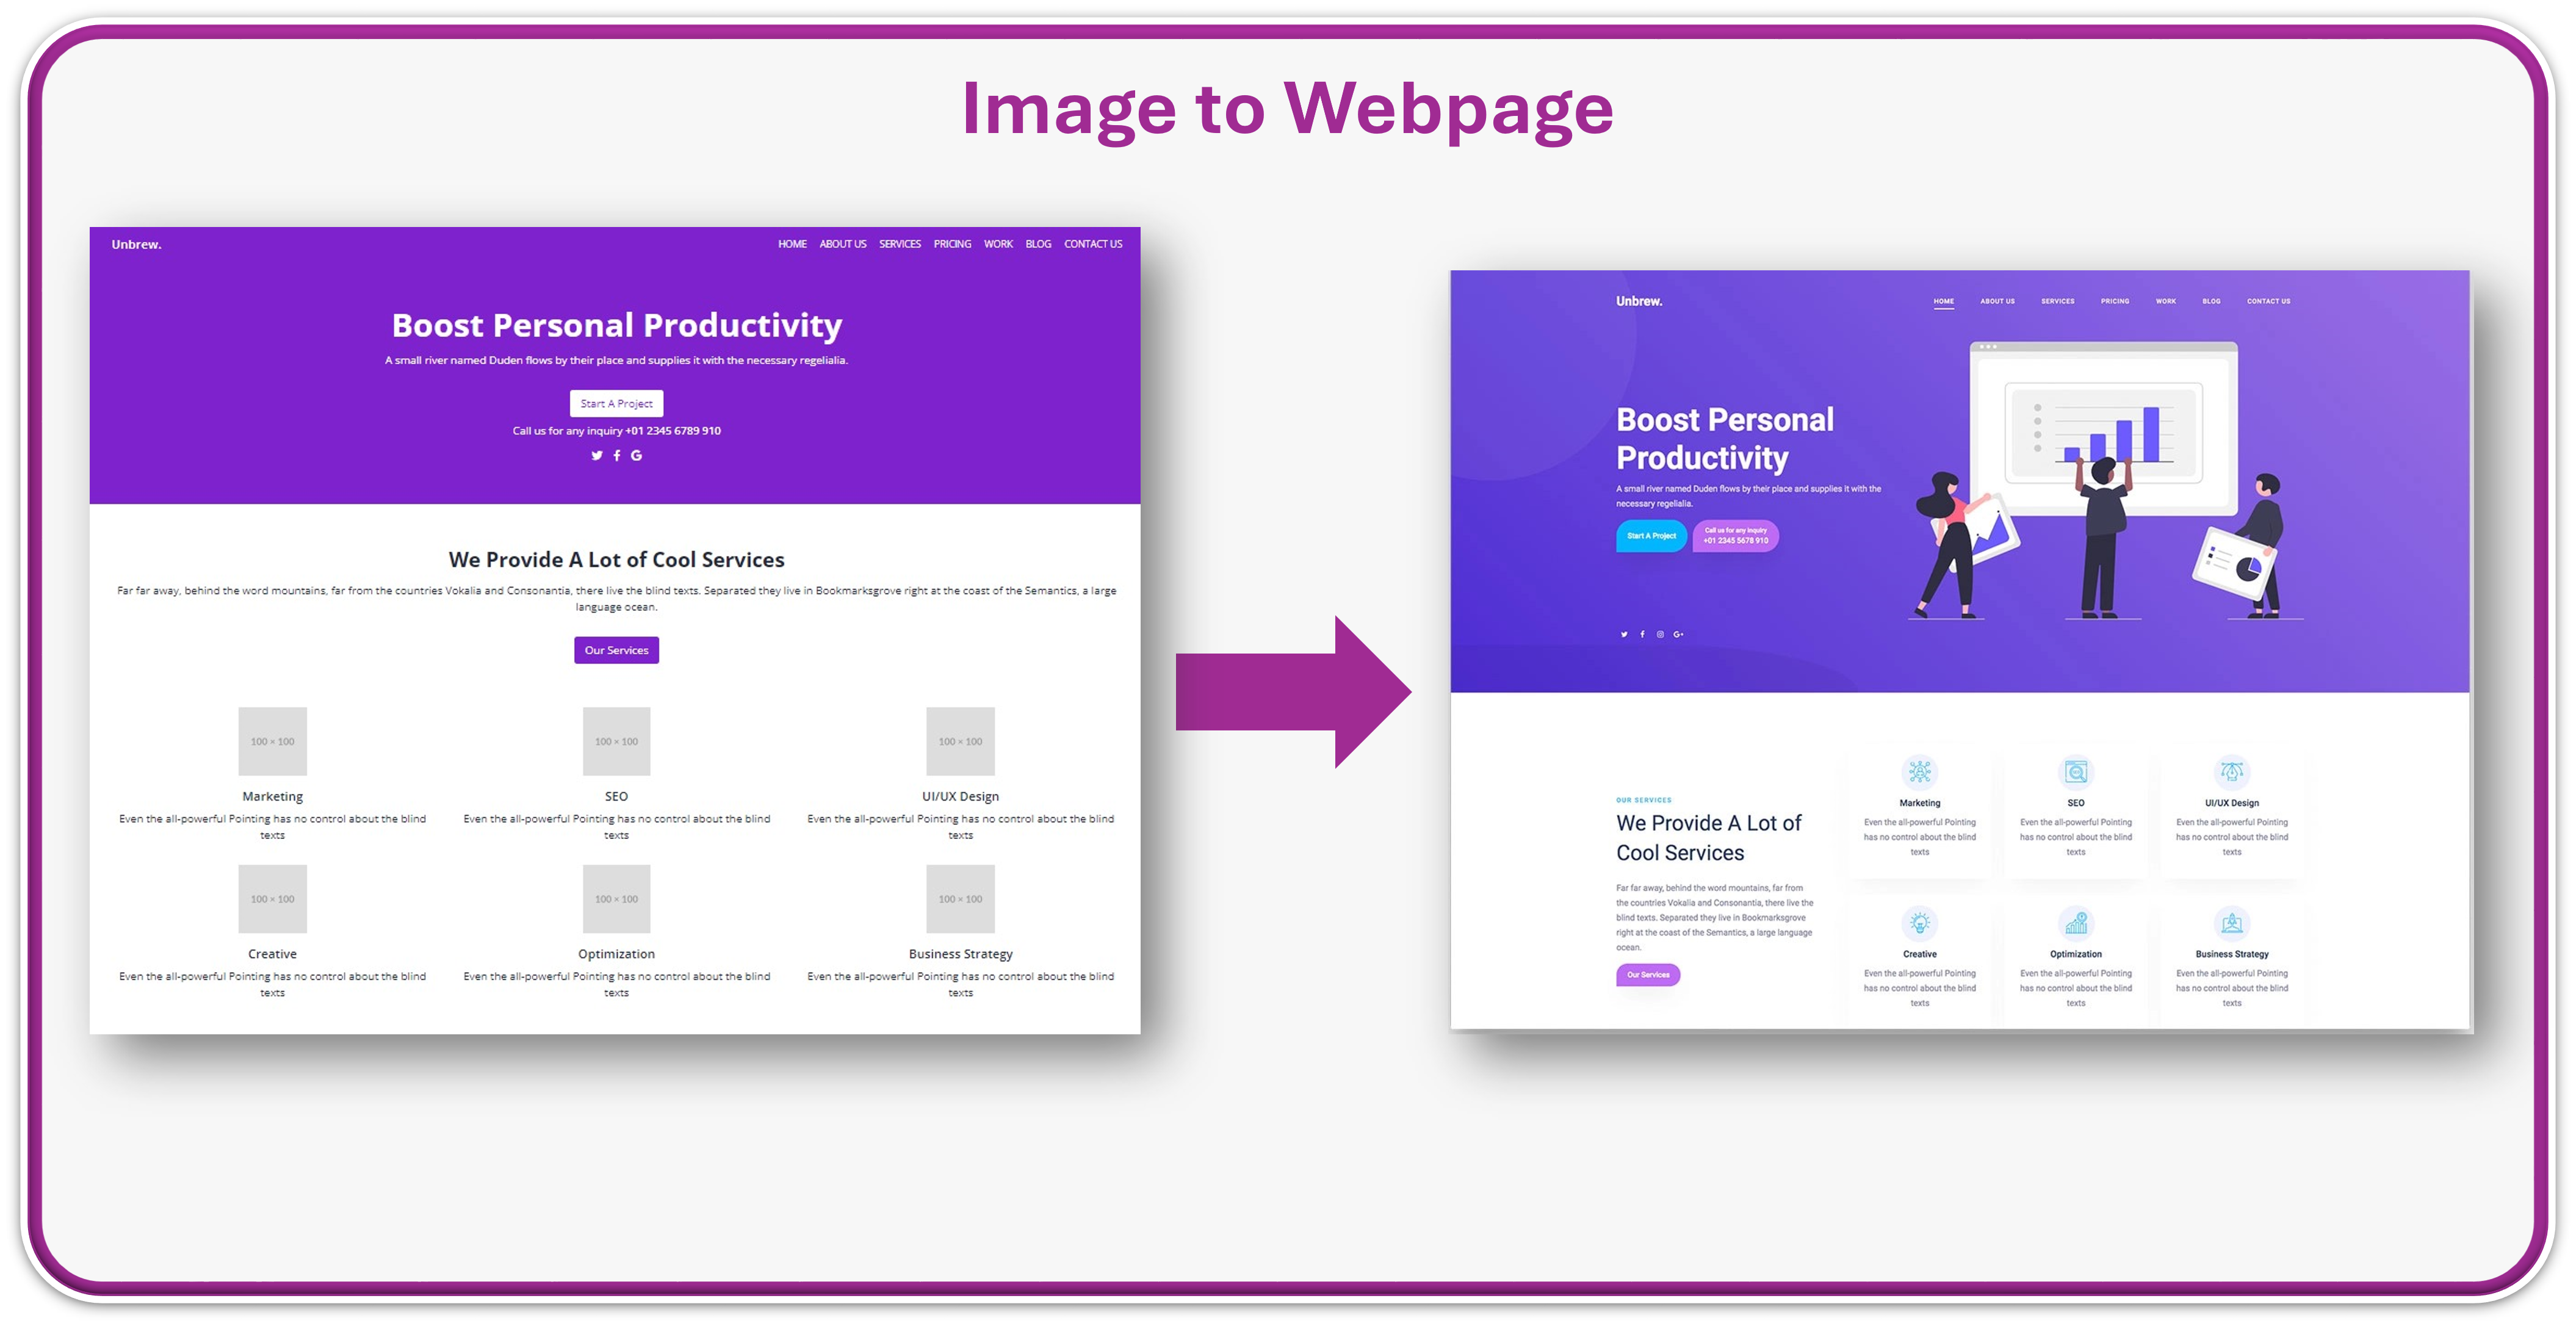 Image to Webpage
Unbrew.
HOME ABOUT US SERVICES PRICING WORK BLOG CONTACT US
Boost Personal Productivity
A small river named Duden flows by their place and supplies it with the necessary regelialia.
Start A Project
Call us for any inquiry +01 2345 6789 910
We Provide A Lot of Cool Services
Far far away, behind the word mountains, far from the countries Vokalia and Consonantia, there live the blind texts. Separated they live in Bookmarksgrove right at the coast of the Semantics, a large
language ocean.
Our Services
100 × 100 100 × 100 100 × 100
Marketing SEO UI/UX Design
Even the all-powerful Pointing has no control about the blind Even the all-powerful Pointing has no control about the blind Even the all-powerful Pointing has no control about the blind
texts texts texts
100 × 100 100 × 100 100 × 100
Creative Optimization Business Strategy
Even the all-powerful Pointing has no control about the blind Even the all-powerful Pointing has no control about the blind Even the all-powerful Pointing has no control about the blind
texts texts texts
Unbrew.
HOME ABOUT US SERVICES PRICING WORK BLOG CONTACT US
Boost Personal
Productivity
A small river named Duden flows by their place and supplies it with the
necessary regelialia.
Start A Project
Call us for any inquiry
+01 2345 5678 910
OUR SERVICES
We Provide A Lot of
Cool Services
Far far away, behind the word mountains, far from
the countries Vokalia and Consonantia, there live the
blind texts. Separated they live in Bookmarksgrove
right at the coast of the Semantics, a large language
ocean.
Our Services
Marketing SEO UI/UX Design
Even the all-powerful Pointing Even the all-powerful Pointing Even the all-powerful Pointing
has no control about the blind has no control about the blind has no control about the blind
texts texts texts
Creative Optimization Business Strategy
Even the all-powerful Pointing Even the all-powerful Pointing Even the all-powerful Pointing
has no control about the blind has no control about the blind has no control about the blind
texts texts texts